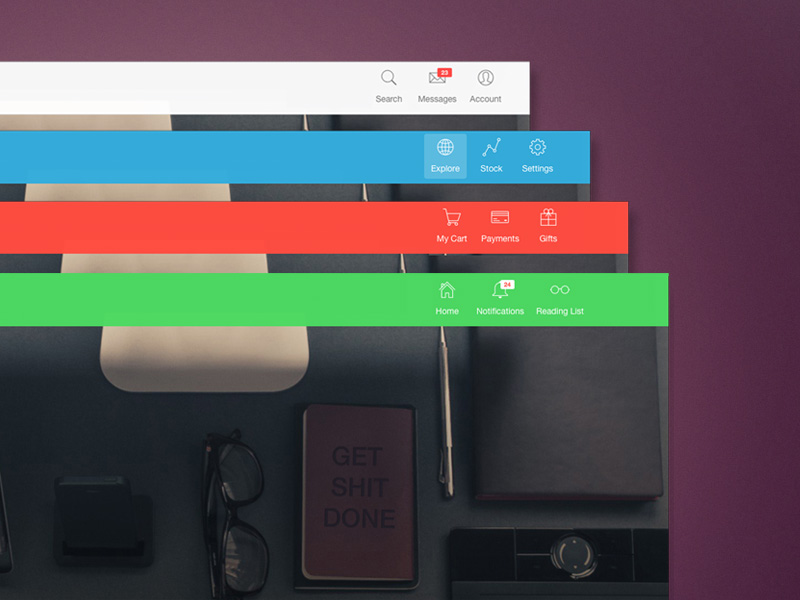 23
Search Messages Account
Explore Stock Settings
My Cart Payments Gifts
24
Home Notifications Reading List
GET
SHIT
DONE